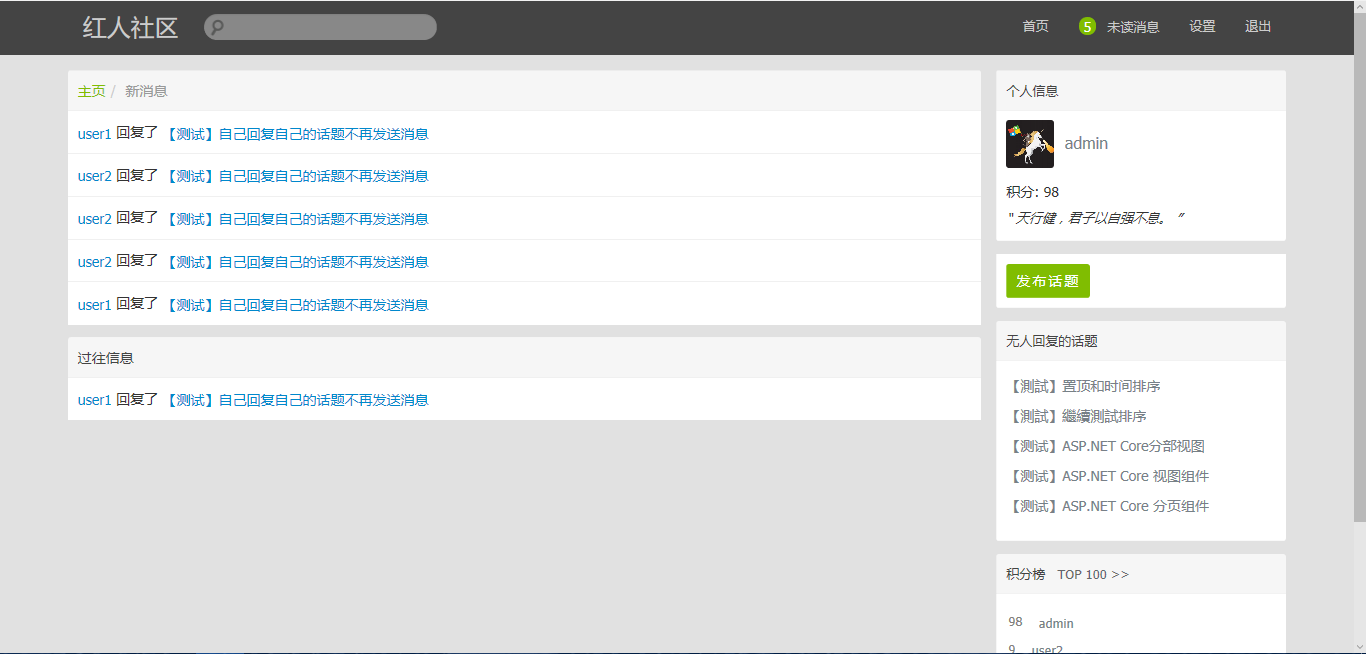 红人社区
首页 5 未读消息 设置 退出
主页 / 新消息
user1 回复了 【测试】自己回复自己的话题不再发送消息
user2 回复了 【测试】自己回复自己的话题不再发送消息
user2 回复了 【测试】自己回复自己的话题不再发送消息
user2 回复了 【测试】自己回复自己的话题不再发送消息
user1 回复了 【测试】自己回复自己的话题不再发送消息
过往信息
user1 回复了 【测试】自己回复自己的话题不再发送消息
个人信息
admin
积分: 98
" 天行健，君子以自强不息。 ”
发布话题
无人回复的话题
【測試】置顶和时间排序
【測試】繼續測試排序
【测试】ASP.NET Core分部视图
【测试】ASP.NET Core 视图组件
【测试】ASP.NET Core 分页组件
积分榜 TOP 100 >>
98 admin
9 user2